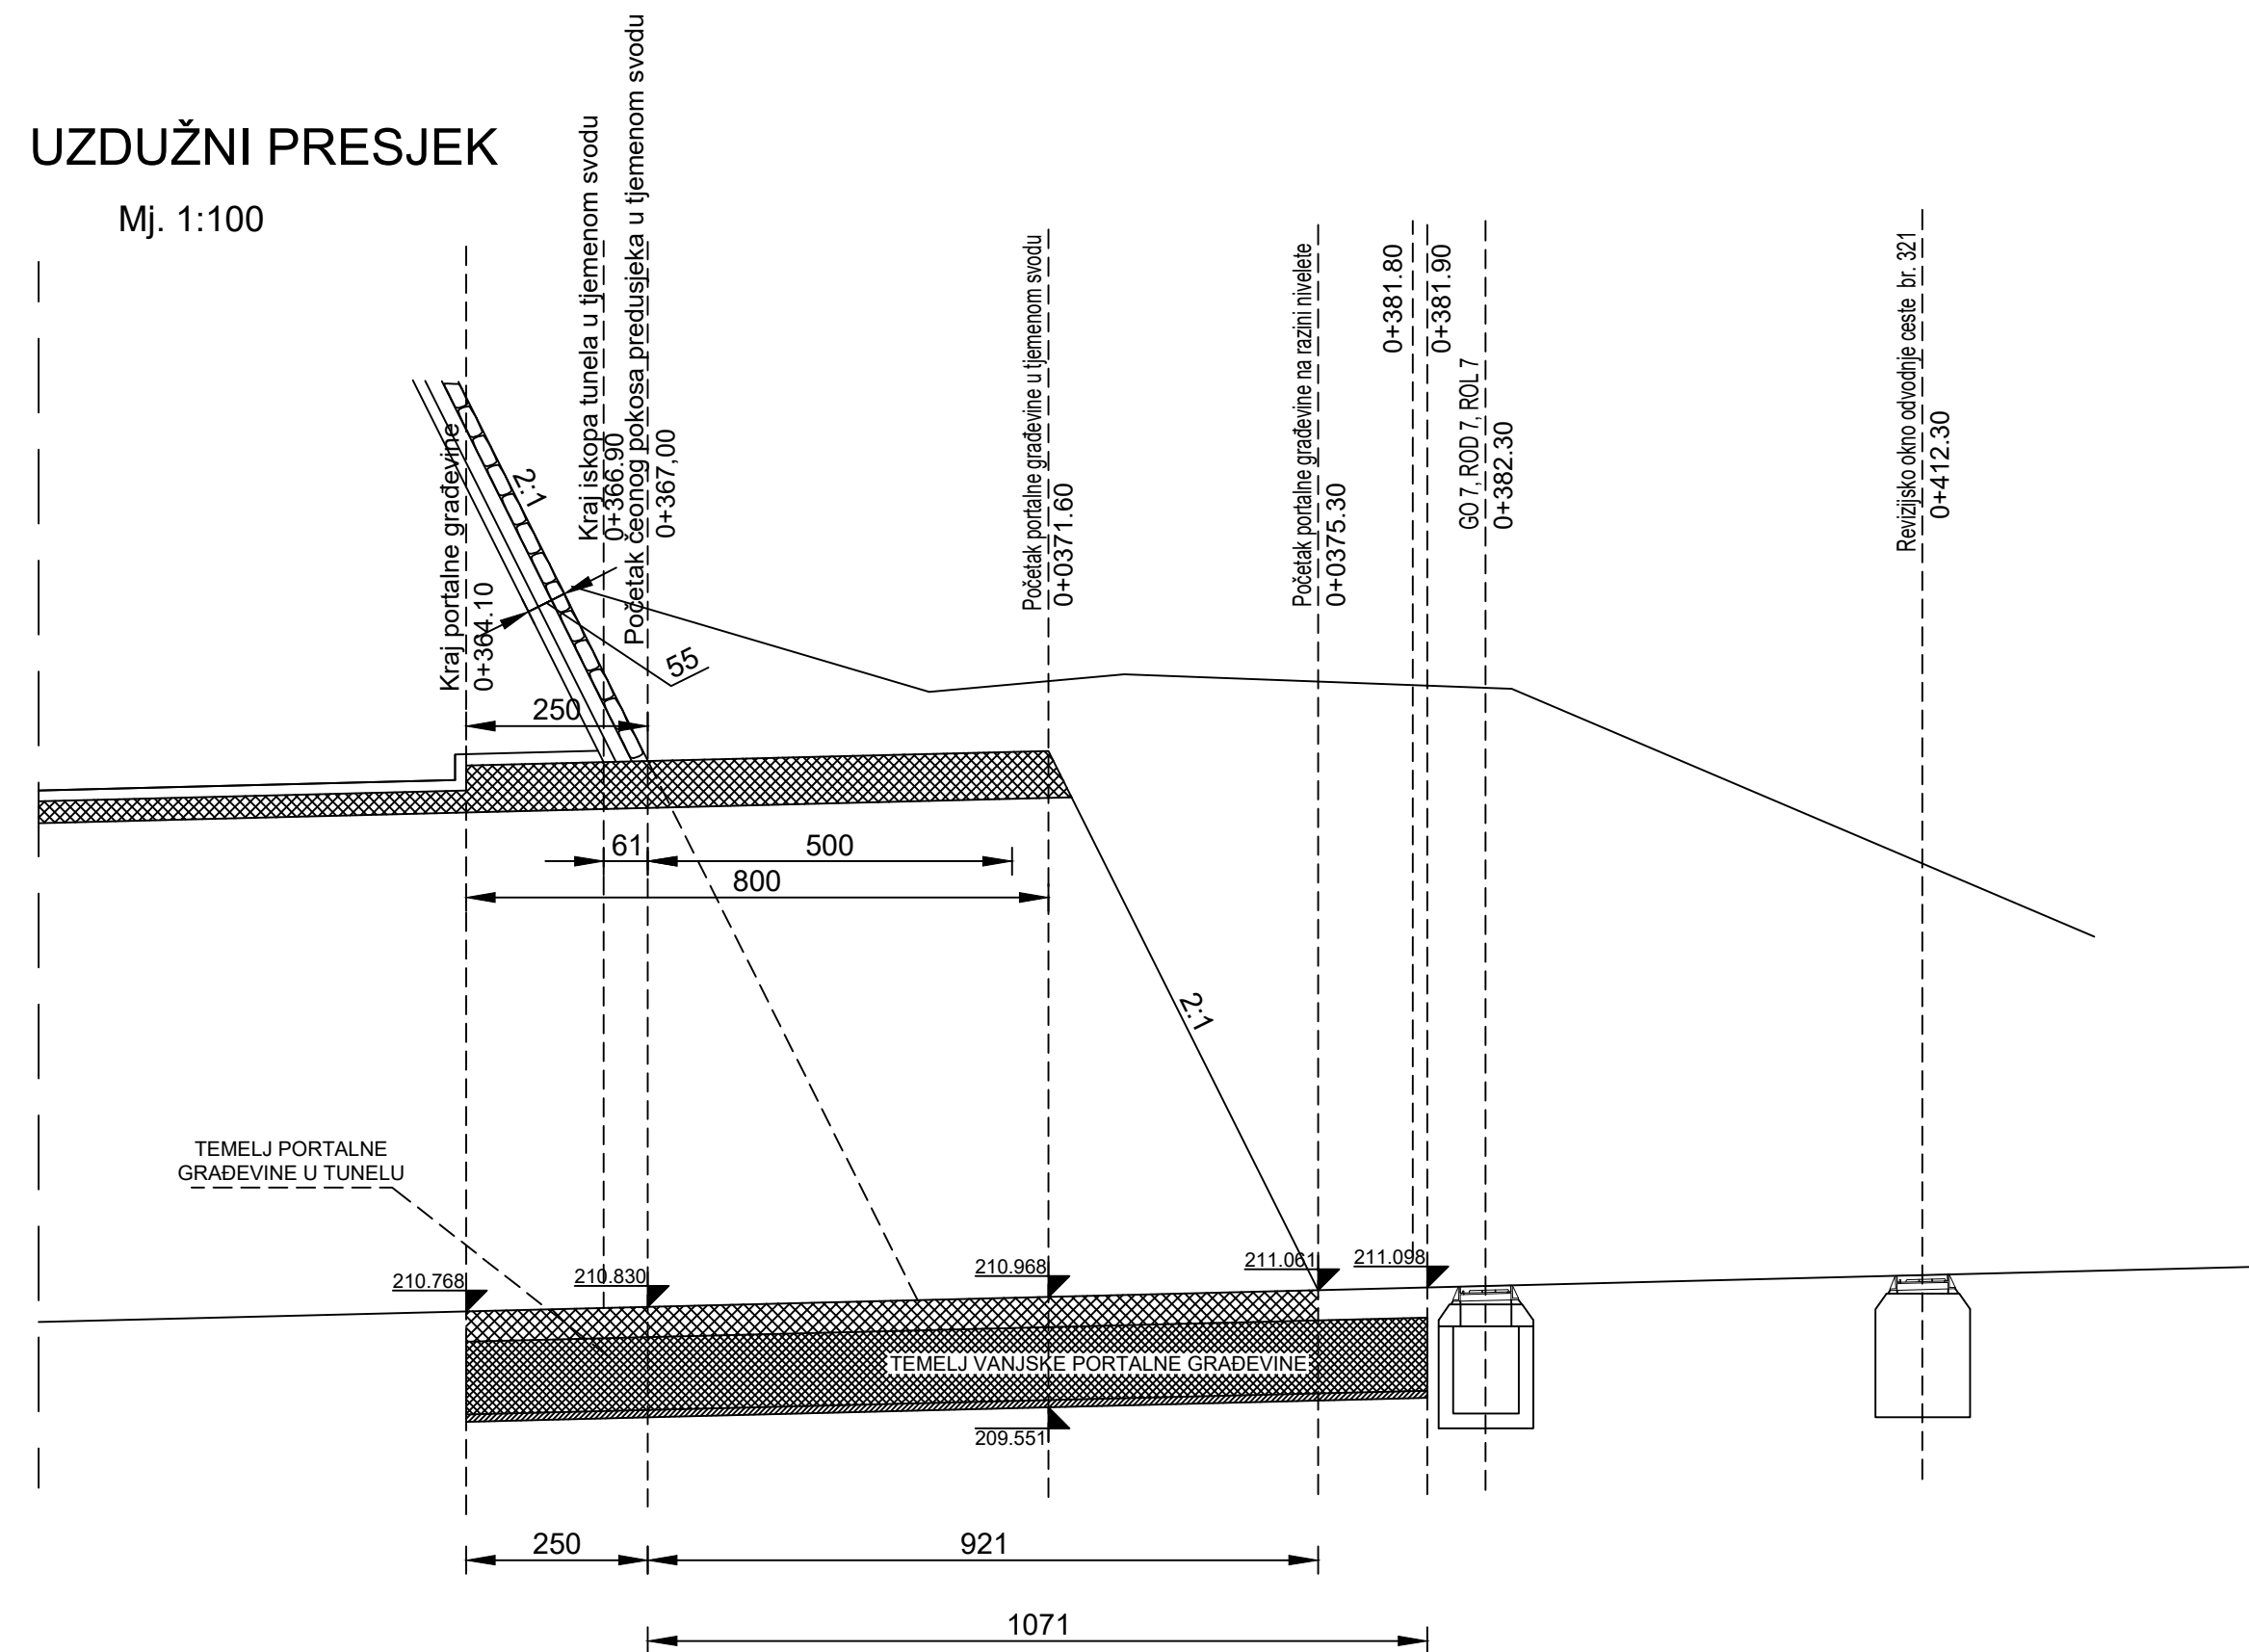 UZDUŽNI PRESJEK
Mj. 1:100
Kraj portalne građevine
0+364.10
Kraj iskopa tunela u tjemenom svodu
0+366.90
Početak čeonog pokosa predusjeka u tjemenom svodu
0+367,00
Početak portalne građevine u tjemenom svodu
0+0371.60
Početak portalne građevine na razini nivelete
0+0375.30
0+381.80
0+381.90
GO 7, ROD 7, ROL 7
0+382.30
Revizijsko okno odvodnje ceste br. 321
0+412.30
2:1
55
250
61
500
800
2:1
TEMELJ PORTALNE
GRAĐEVINE U TUNELU
210.768
210.830
210.968
211.061
211.098
TEMELJ VANJSKE PORTALNE GRAĐEVINE
209.551
250
921
1071